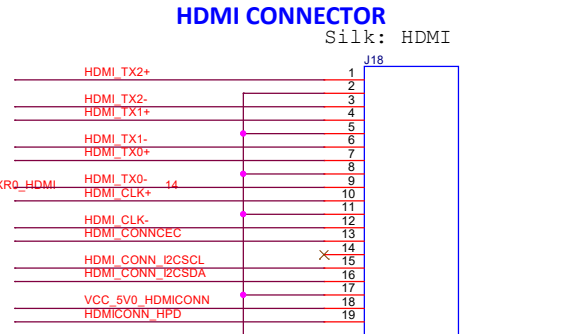 HDMI CONNECTOR
Silk: HDMI
J18
HDMI_TX2+ 1
2
HDMI_TX2- 3
HDMI_TX1+ 4
5
HDMI_TX1- 6
HDMI_TX0+ 7
8
XR0_HDMI HDMI_TX0- 14 9
HDMI_CLK+ 10
11
HDMI_CLK- 12
HDMI_CONNCEC 13
14
HDMI_CONN_I2CSCL 15
HDMI_CONN_I2CSDA 16
17
VCC_5V0_HDMICONN 18
HDMICONN_HPD 19